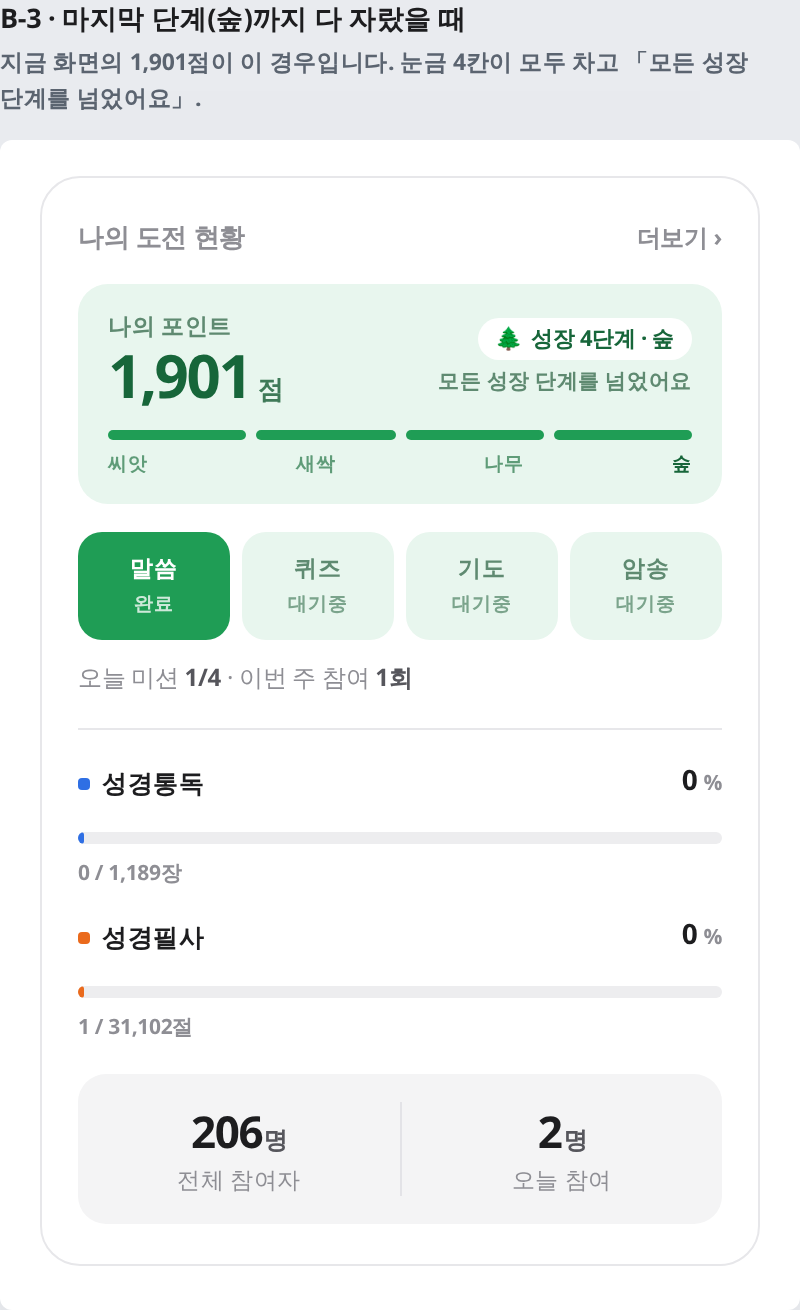 B-3 · 마지막 단계(숲)까지 다 자랐을 때
지금 화면의 1,901점이 이 경우입니다. 눈금 4칸이 모두 차고 「모든 성장
단계를 넘었어요」.
나의 도전 현황
더보기 ›
나의 포인트
1,901 점
🌲 성장 4단계 · 숲
모든 성장 단계를 넘었어요
씨앗 새싹 나무 숲
말씀 퀴즈 기도 암송
완료 대기중 대기중 대기중
오늘 미션 1/4 · 이번 주 참여 1회
성경통독 0 %
0 / 1,189장
성경필사 0 %
1 / 31,102절
206명 2명
전체 참여자 오늘 참여